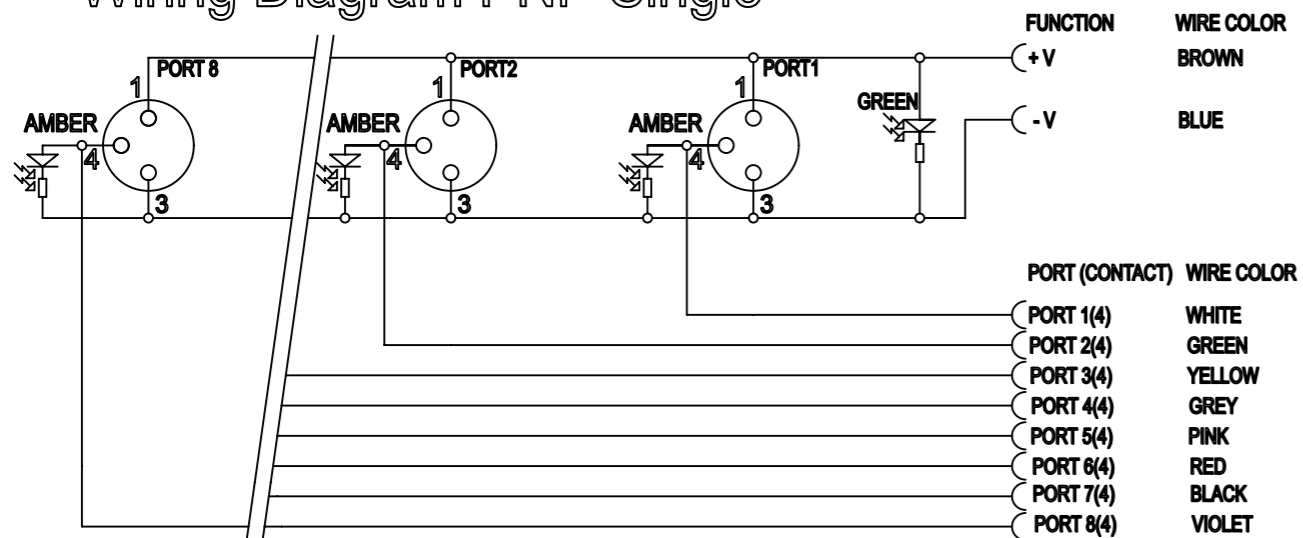 Wiring Diagram PNP Single
FUNCTION WIRE COLOR
+ V BROWN
- V BLUE
PORT 8
PORT2
PORT1
1
1
1
GREEN
AMBER
AMBER
AMBER
4
4
4
3
3
3
PORT (CONTACT) WIRE COLOR
PORT 1(4) WHITE
PORT 2(4) GREEN
PORT 3(4) YELLOW
PORT 4(4) GREY
PORT 5(4) PINK
PORT 6(4) RED
PORT 7(4) BLACK
PORT 8(4) VIOLET